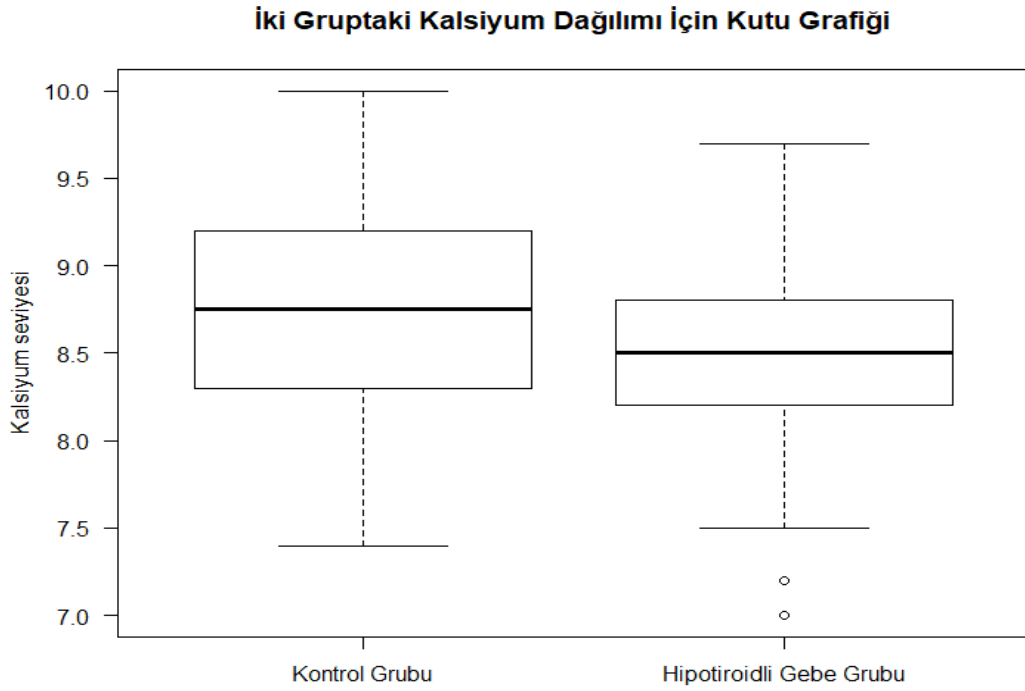 İki Gruptaki Kalsiyum Dağılımı İçin Kutu Grafiği
Kalsiyum seviyesi
10.0
9.5
9.0
8.5
8.0
7.5
7.0
Kontrol Grubu
Hipotiroidli Gebe Grubu